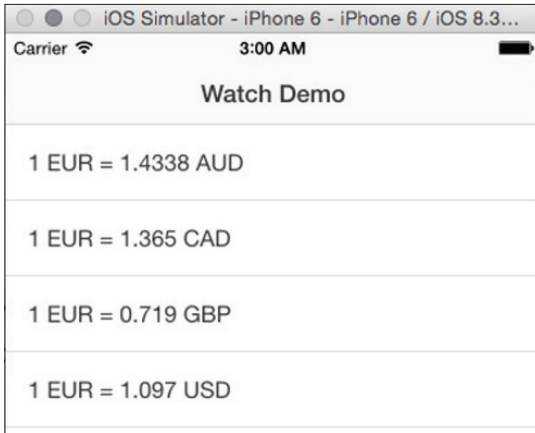 iOS Simulator - iPhone 6 - iPhone 6 / iOS 8.3...
Carrier 3:00 AM
Watch Demo
1 EUR = 1.4338 AUD
1 EUR = 1.365 CAD
1 EUR = 0.719 GBP
1 EUR = 1.097 USD